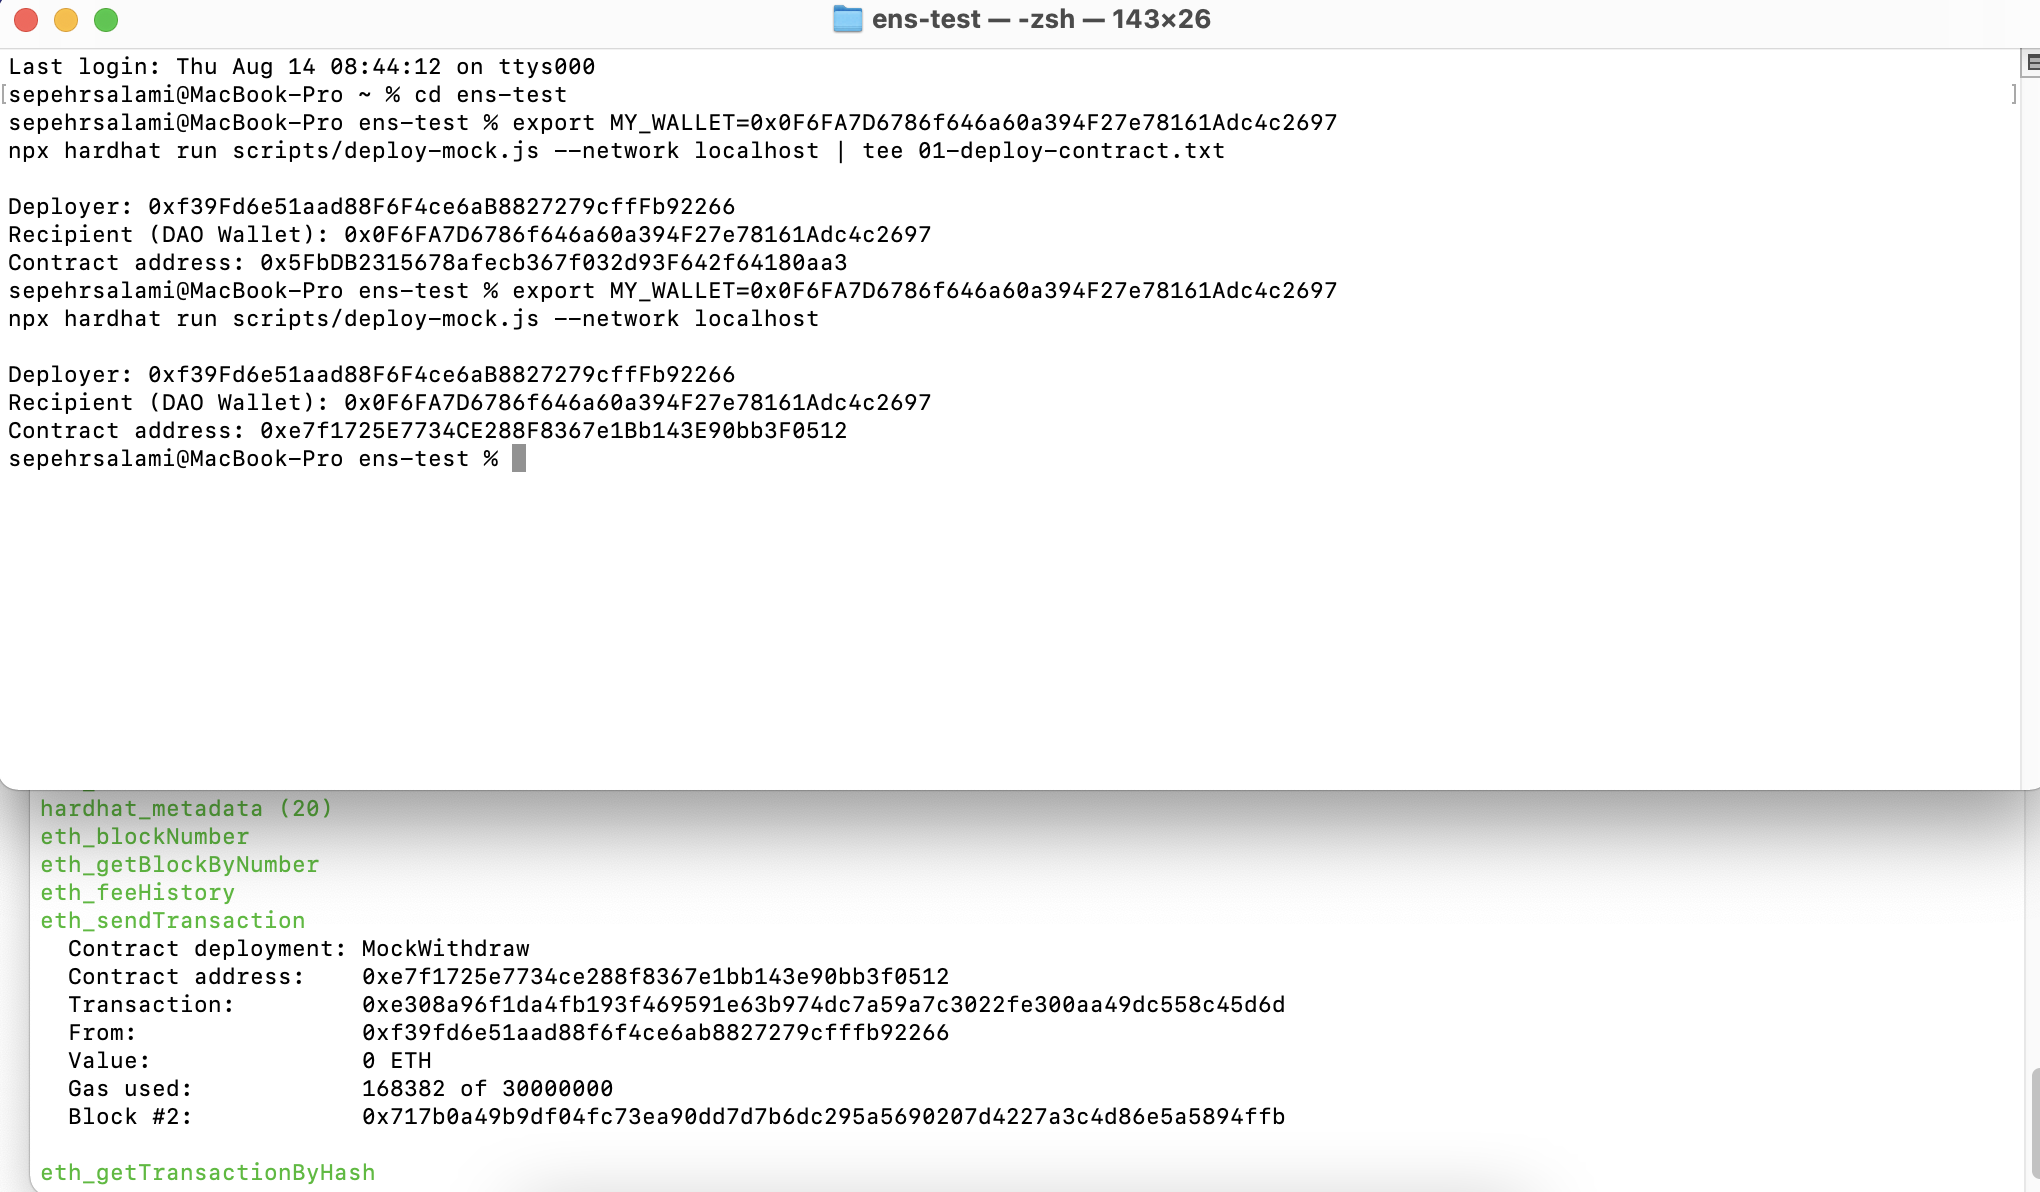 ens-test — -zsh — 143×26
Last login: Thu Aug 14 08:44:12 on ttys000
[sepehrsalami@MacBook-Pro ~ % cd ens-test ]
sepehrsalami@MacBook-Pro ens-test % export MY_WALLET=0x0F6FA7D6786f646a60a394F27e78161Adc4c2697
npx hardhat run scripts/deploy-mock.js --network localhost | tee 01-deploy-contract.txt
Deployer: 0xf39Fd6e51aad88F6F4ce6aB8827279cffFb92266
Recipient (DAO Wallet): 0x0F6FA7D6786f646a60a394F27e78161Adc4c2697
Contract address: 0x5FbDB2315678afecb367f032d93F642f64180aa3
sepehrsalami@MacBook-Pro ens-test % export MY_WALLET=0x0F6FA7D6786f646a60a394F27e78161Adc4c2697
npx hardhat run scripts/deploy-mock.js --network localhost
Deployer: 0xf39Fd6e51aad88F6F4ce6aB8827279cffFb92266
Recipient (DAO Wallet): 0x0F6FA7D6786f646a60a394F27e78161Adc4c2697
Contract address: 0xe7f1725E7734CE288F8367e1Bb143E90bb3F0512
sepehrsalami@MacBook-Pro ens-test %
hardhat_metadata (20)
eth_blockNumber
eth_getBlockByNumber
eth_feeHistory
eth_sendTransaction
Contract deployment: MockWithdraw
Contract address: 0xe7f1725e7734ce288f8367e1bb143e90bb3f0512
Transaction: 0xe308a96f1da4fb193f469591e63b974dc7a59a7c3022fe300aa49dc558c45d6d
From: 0xf39fd6e51aad88f6f4ce6ab8827279cfffb92266
Value: 0 ETH
Gas used: 168382 of 30000000
Block #2: 0x717b0a49b9df04fc73ea90dd7d7b6dc295a5690207d4227a3c4d86e5a5894ffb
eth_getTransactionByHash